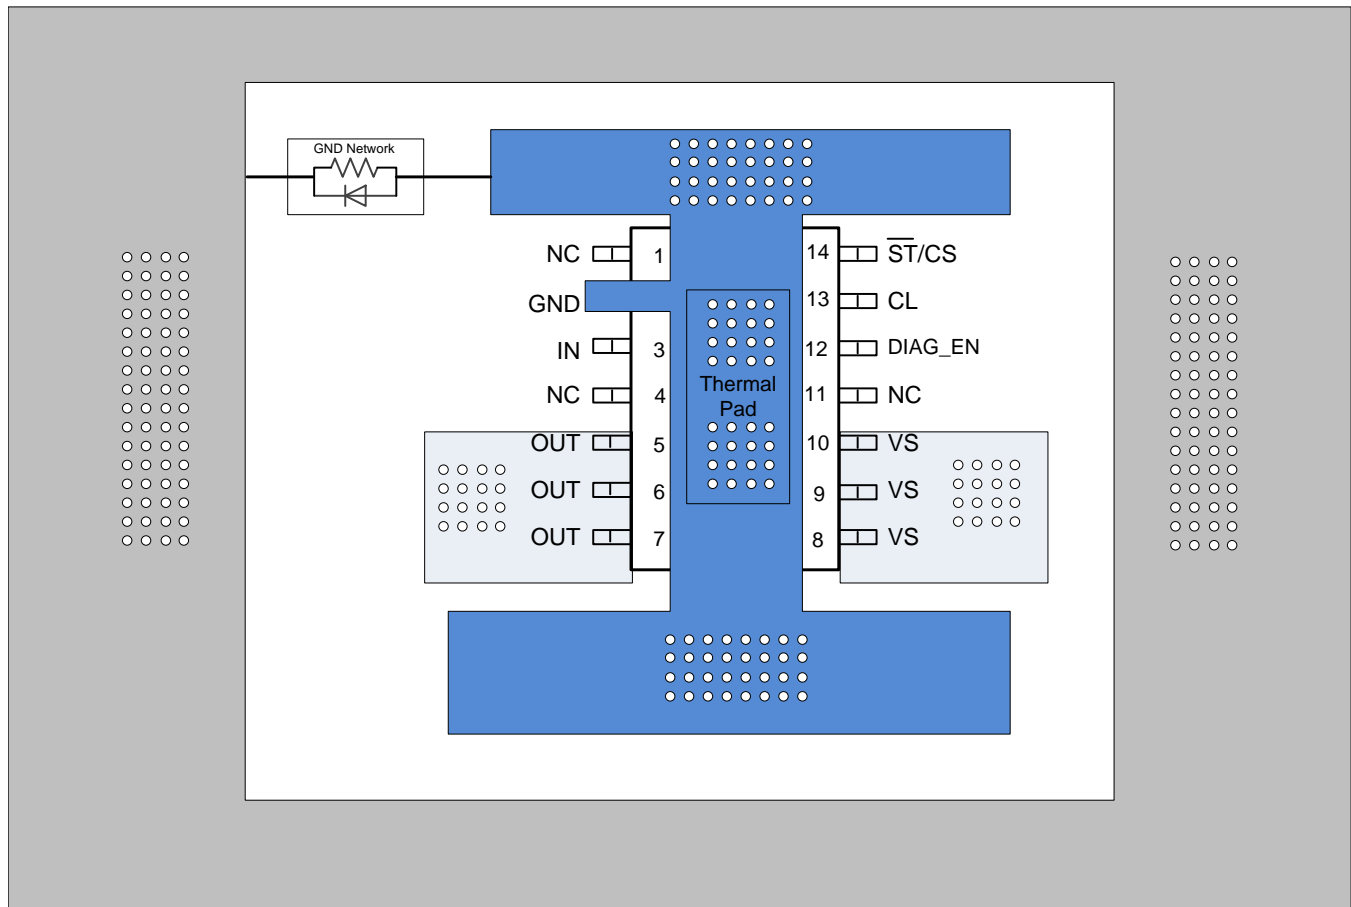 GND Network
NC 1 14 S̅T̅/CS
GND 13 CL
IN 3 12 DIAG_EN
NC 4 Thermal 11 NC
Pad
OUT 5 10 VS
OUT 6 9 VS
OUT 7 8 VS